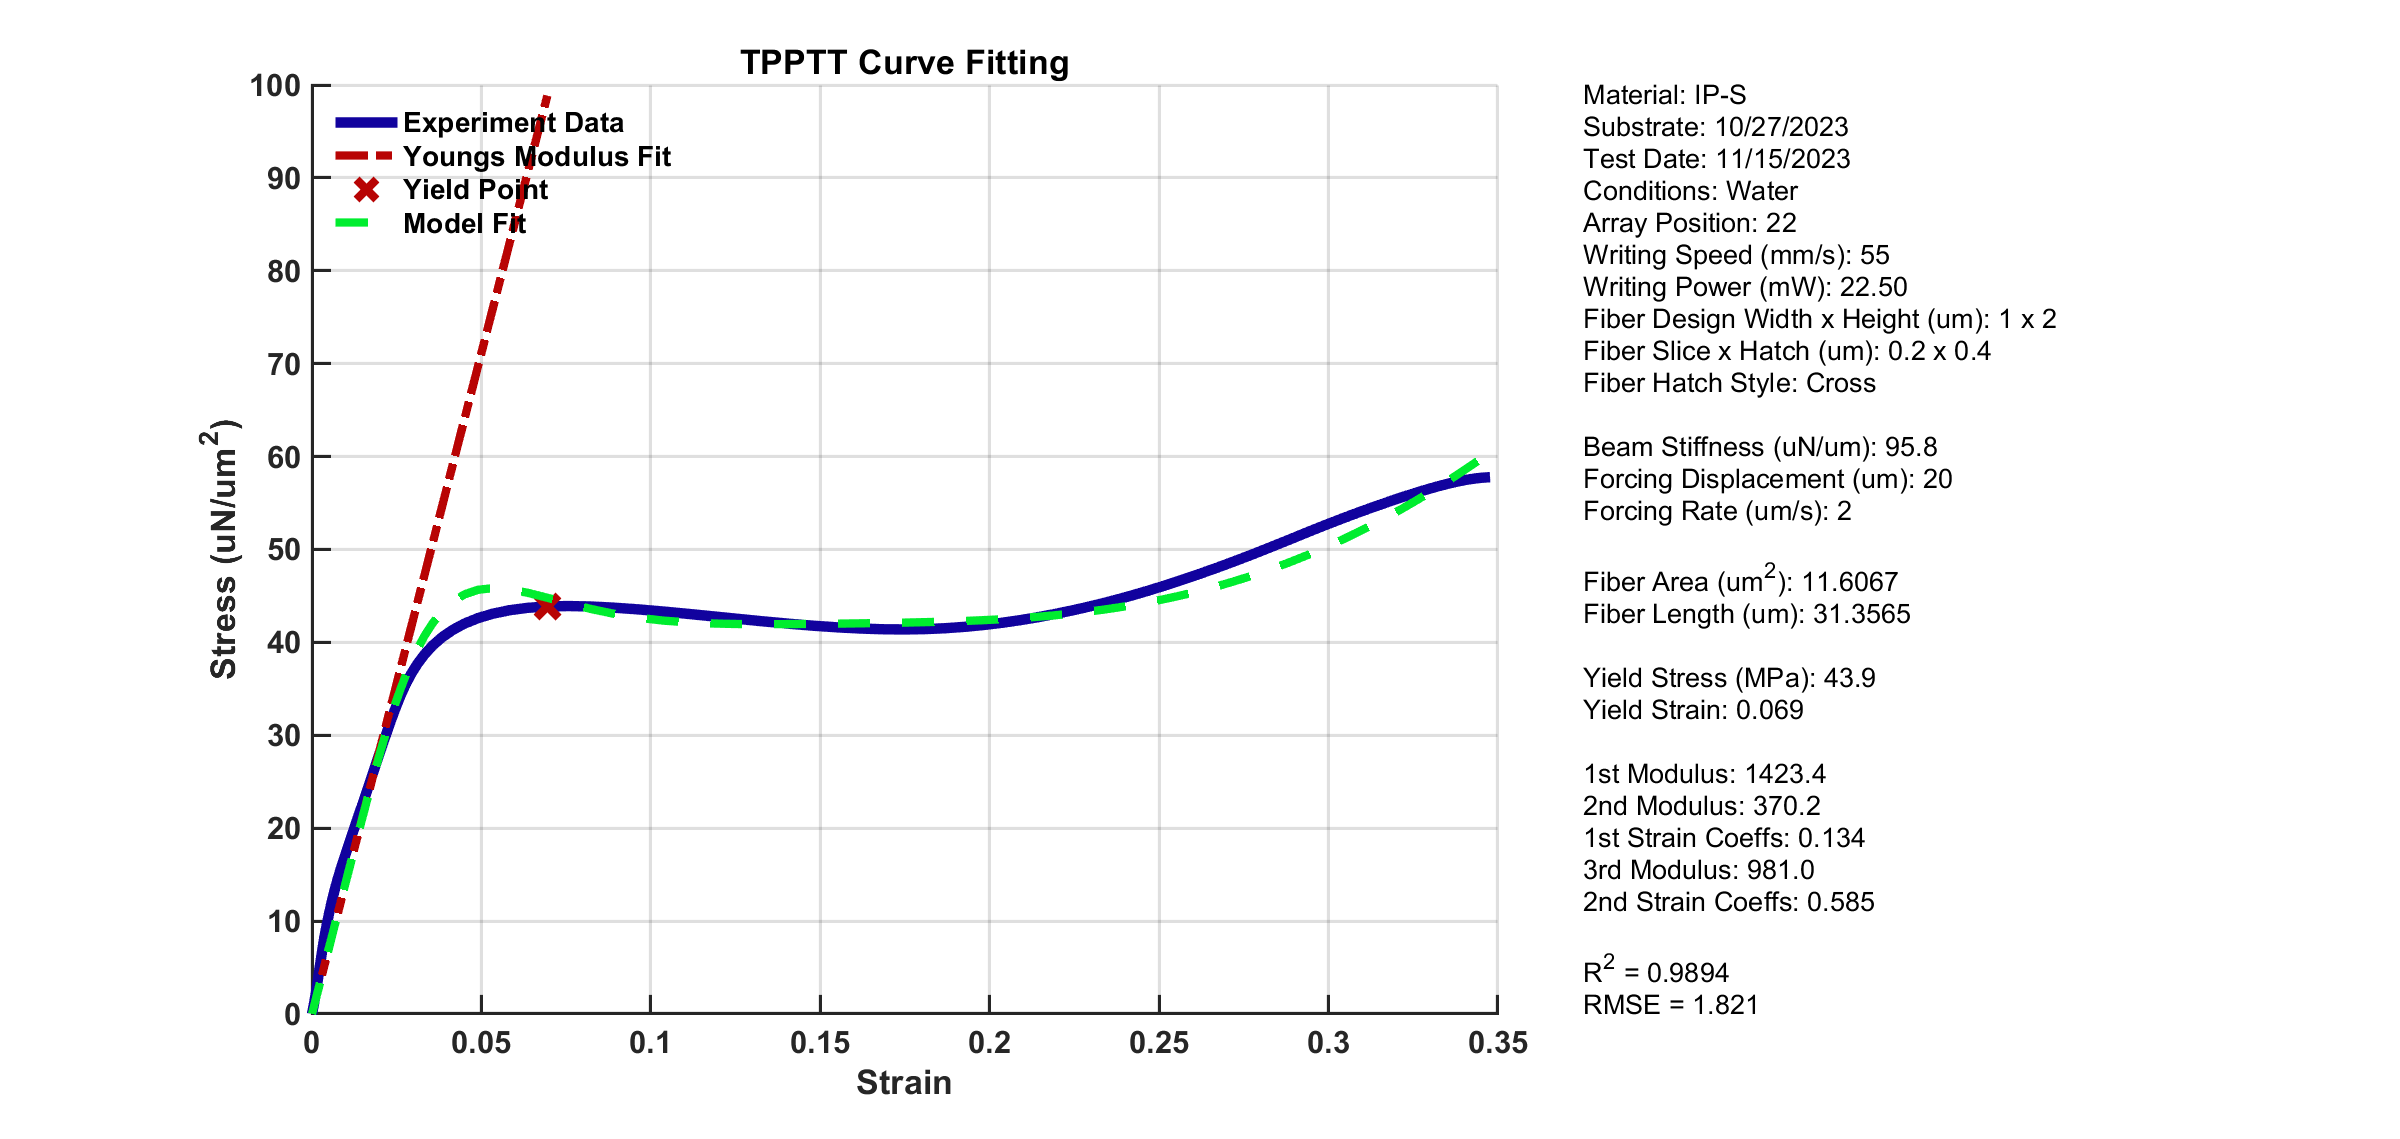 TPPTT Curve Fitting
100
90
80
70
60
50
40
30
20
10
0
Stress (uN/um²)
Experiment Data
Youngs Modulus Fit
Yield Point
Model Fit
0 0.05 0.1 0.15 0.2 0.25 0.3 0.35
Strain
Material: IP-S
Substrate: 10/27/2023
Test Date: 11/15/2023
Conditions: Water
Array Position: 22
Writing Speed (mm/s): 55
Writing Power (mW): 22.50
Fiber Design Width x Height (um): 1 x 2
Fiber Slice x Hatch (um): 0.2 x 0.4
Fiber Hatch Style: Cross
Beam Stiffness (uN/um): 95.8
Forcing Displacement (um): 20
Forcing Rate (um/s): 2
Fiber Area (um²): 11.6067
Fiber Length (um): 31.3565
Yield Stress (MPa): 43.9
Yield Strain: 0.069
1st Modulus: 1423.4
2nd Modulus: 370.2
1st Strain Coeffs: 0.134
3rd Modulus: 981.0
2nd Strain Coeffs: 0.585
R² = 0.9894
RMSE = 1.821